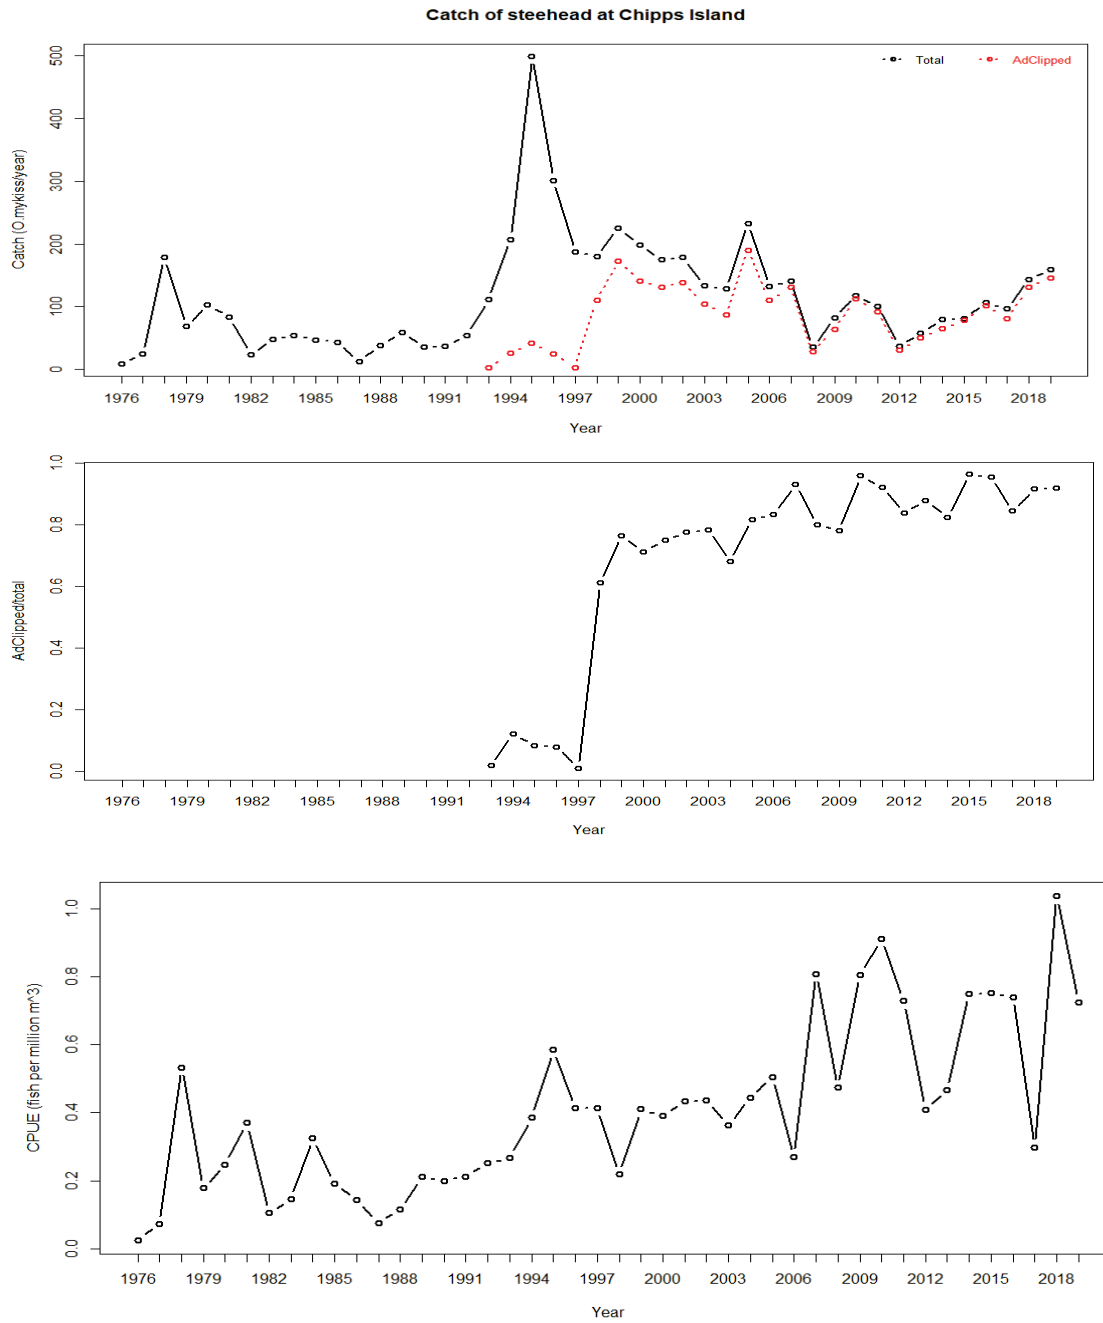 Catch of steehead at Chipps Island
Total AdClipped
Catch (O.mykiss/year)
500
400
300
200
100
0
1976 1979 1982 1985 1988 1991 1994 1997 2000 2003 2006 2009 2012 2015 2018
Year
AdClipped/total
1.0
0.8
0.6
0.4
0.2
0.0
1976 1979 1982 1985 1988 1991 1994 1997 2000 2003 2006 2009 2012 2015 2018
Year
CPUE (fish per million m^3)
1.0
0.8
0.6
0.4
0.2
0.0
1976 1979 1982 1985 1988 1991 1994 1997 2000 2003 2006 2009 2012 2015 2018
Year